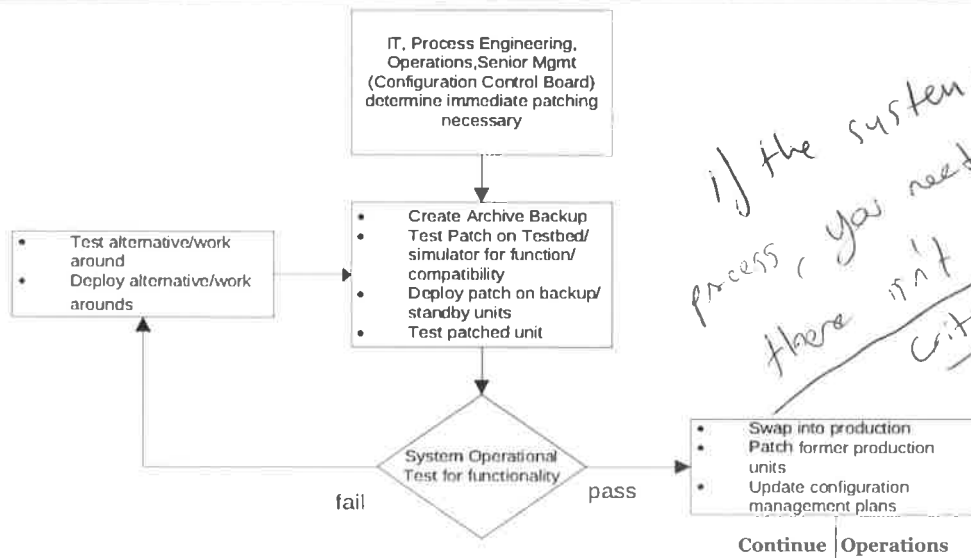 IT, Process Engineering,
Operations,Senior Mgmt
(Configuration Control Board)
determine immediate patching
necessary
if the system
process, you need
there isn't
• Create Archive Backup
• Test Patch on Testbed/
simulator for function/
compatibility
• Deploy patch on backup/
standby units
• Test patched unit
• Test alternative/work
around
• Deploy alternative/work
arounds
System Operational
Test for functionality
fail
pass
• Swap into production
• Patch former production
units
• Update configuration
management plans
Continue Operations